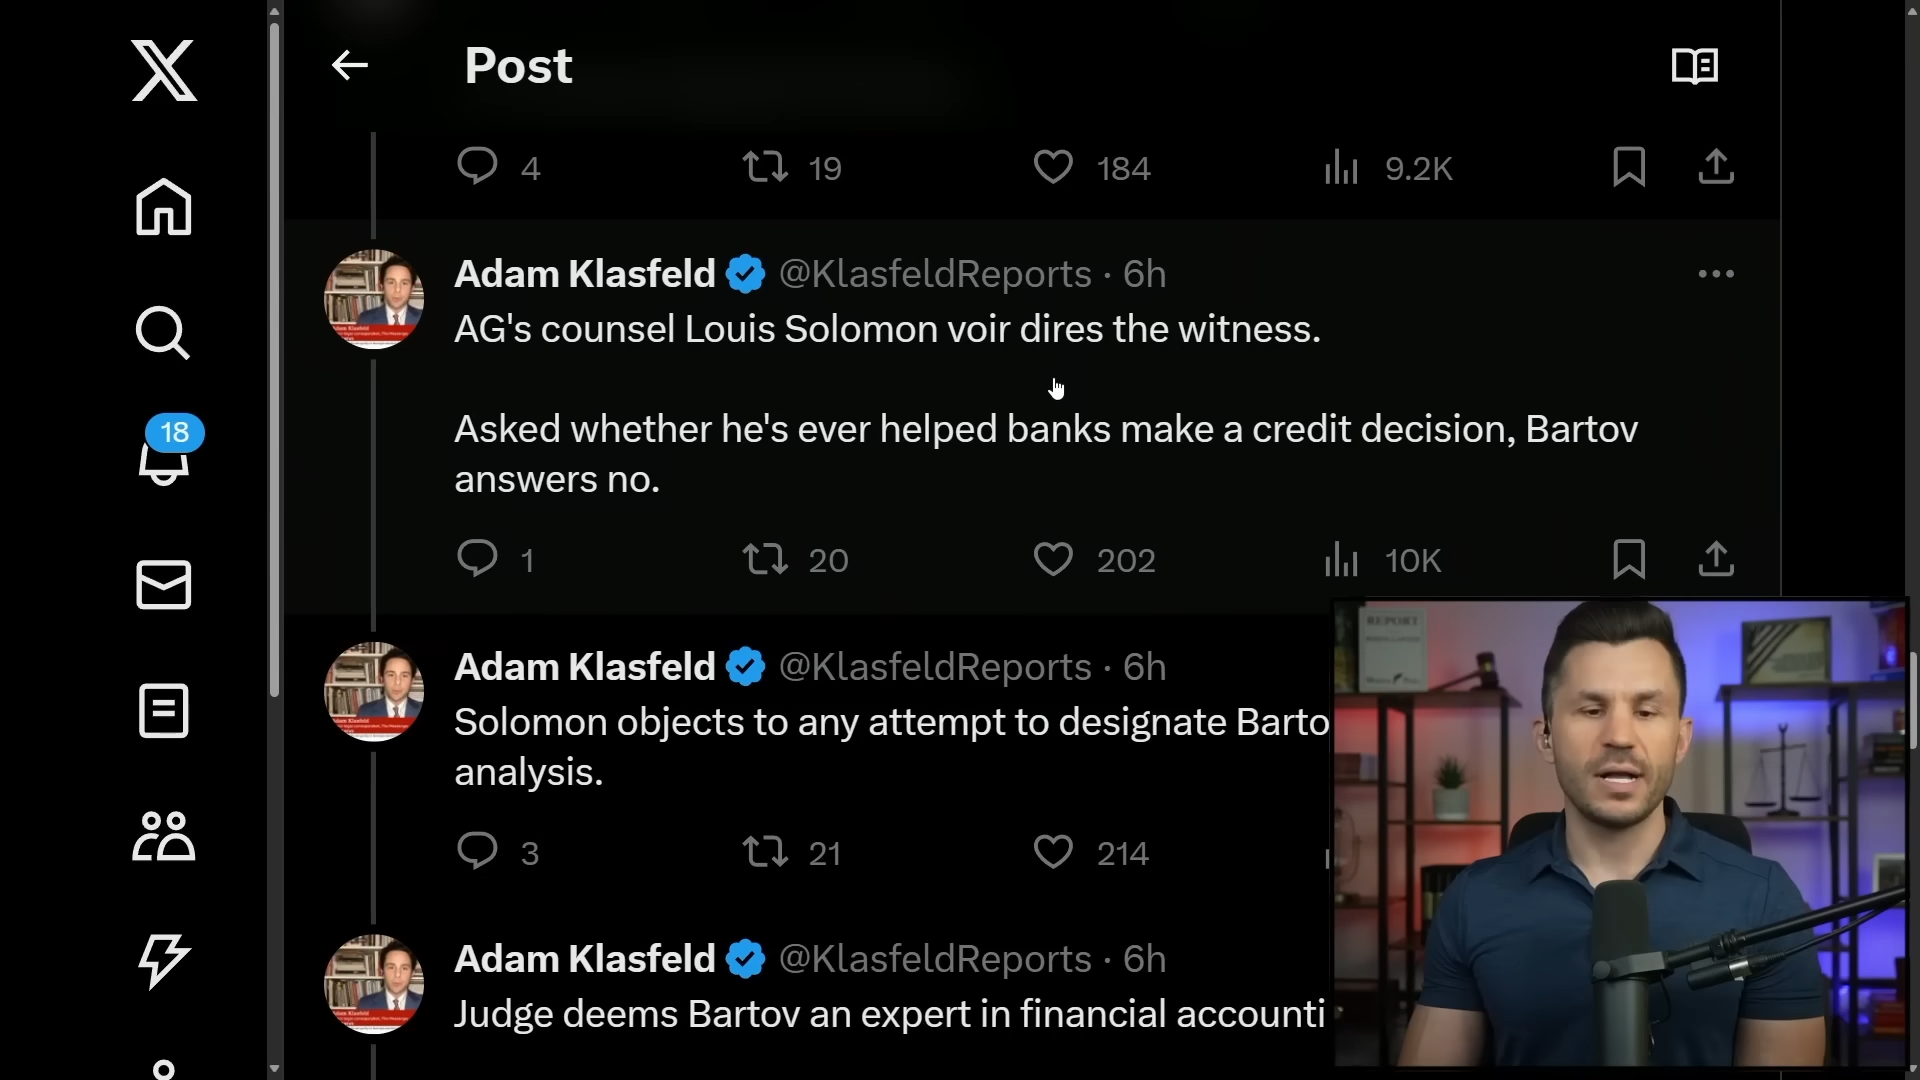 Post
4 19 184 9.2K
Adam Klasfeld @KlasfeldReports · 6h
AG's counsel Louis Solomon voir dires the witness.
18
Asked whether he's ever helped banks make a credit decision, Bartov
answers no.
1 20 202 10K
REPORT
Adam Klasfeld @KlasfeldReports · 6h
Solomon objects to any attempt to designate Barto
analysis.
3 21 214
Adam Klasfeld @KlasfeldReports · 6h
Judge deems Bartov an expert in financial accounti